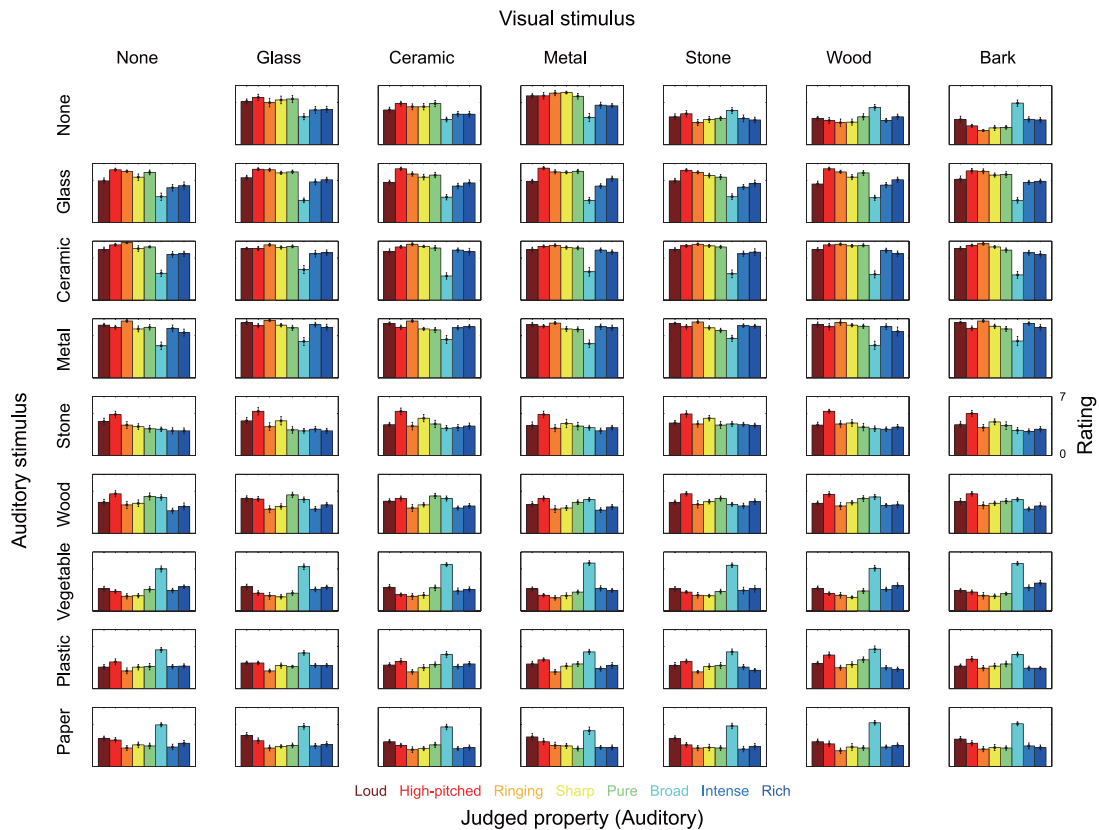 Visual stimulus
None Glass Ceramic Metal Stone Wood Bark
None
Glass
Ceramic
Metal
Stone
7
0
Rating
Wood
Vegetable
Plastic
Paper
Auditory stimulus
Loud High-pitched Ringing Sharp Pure Broad Intense Rich
Judged property (Auditory)